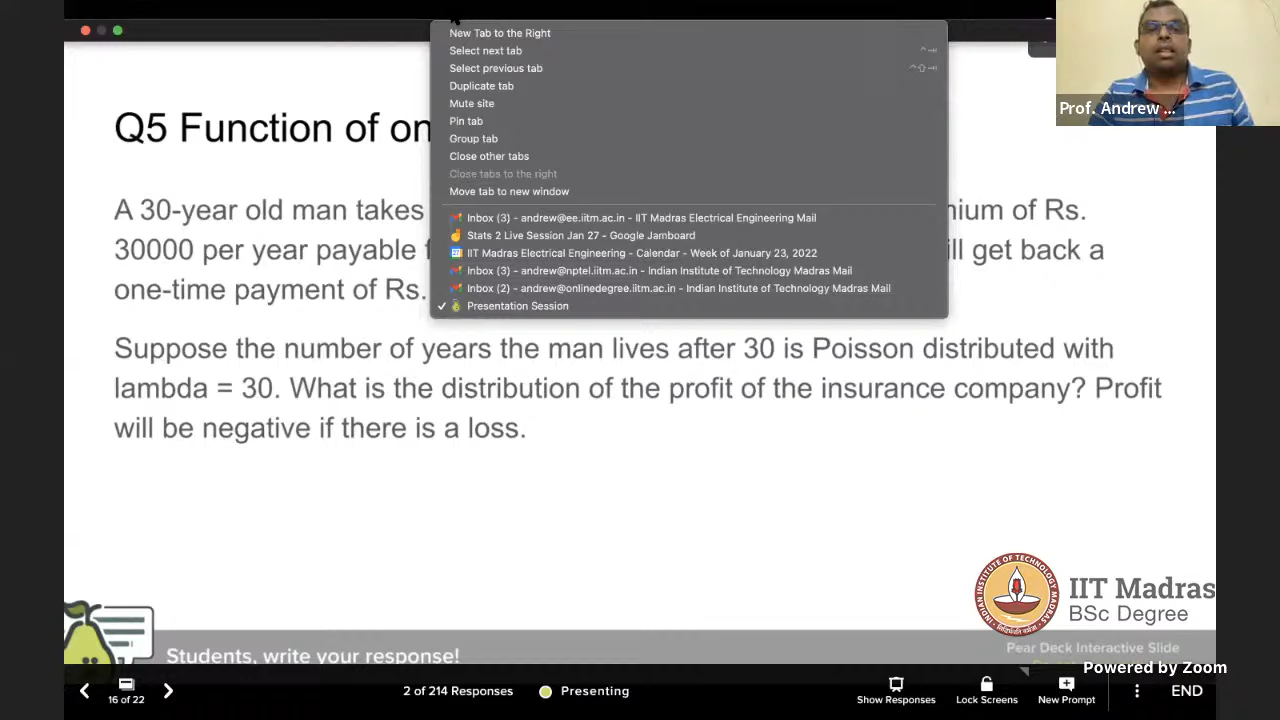 New Tab to the Right
Select next tab
Select previous tab
Duplicate tab
Mute site
Pin tab
Group tab
Close other tabs
Close tabs to the right
Move tab to new window
Inbox (3) - andrew@ee.iitm.ac.in - IIT Madras Electrical Engineering Mail
Stats 2 Live Session Jan 27 - Google Jamboard
IIT Madras Electrical Engineering - Calendar - Week of January 23, 2022
Inbox (3) - andrew@nptel.iitm.ac.in - Indian Institute of Technology Madras Mail
Inbox (2) - andrew@onlinedegree.iitm.ac.in - Indian Institute of Technology Madras Mail
✓ Presentation Session
Prof. Andrew ...
Q5 Function of on
A 30-year old man takes nium of Rs.
30000 per year payable f ll get back a
one-time payment of Rs.
Suppose the number of years the man lives after 30 is Poisson distributed with
lambda = 30. What is the distribution of the profit of the insurance company? Profit
will be negative if there is a loss.
IIT Madras
BSc Degree
Students, write your response!
Pear Deck Interactive Slide
Powered by Zoom
16 of 22
2 of 214 Responses
Presenting
Show Responses
Lock Screens
New Prompt
END